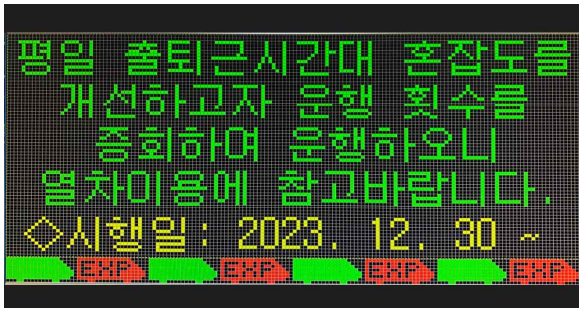 평일 출퇴근시간대 혼잡도를
개선하고자 운행 횟수를
증회하여 운행하오니
열차이용에 참고바랍니다.
◇시행일: 2023. 12. 30 ~
EXP EXP EXP EXP